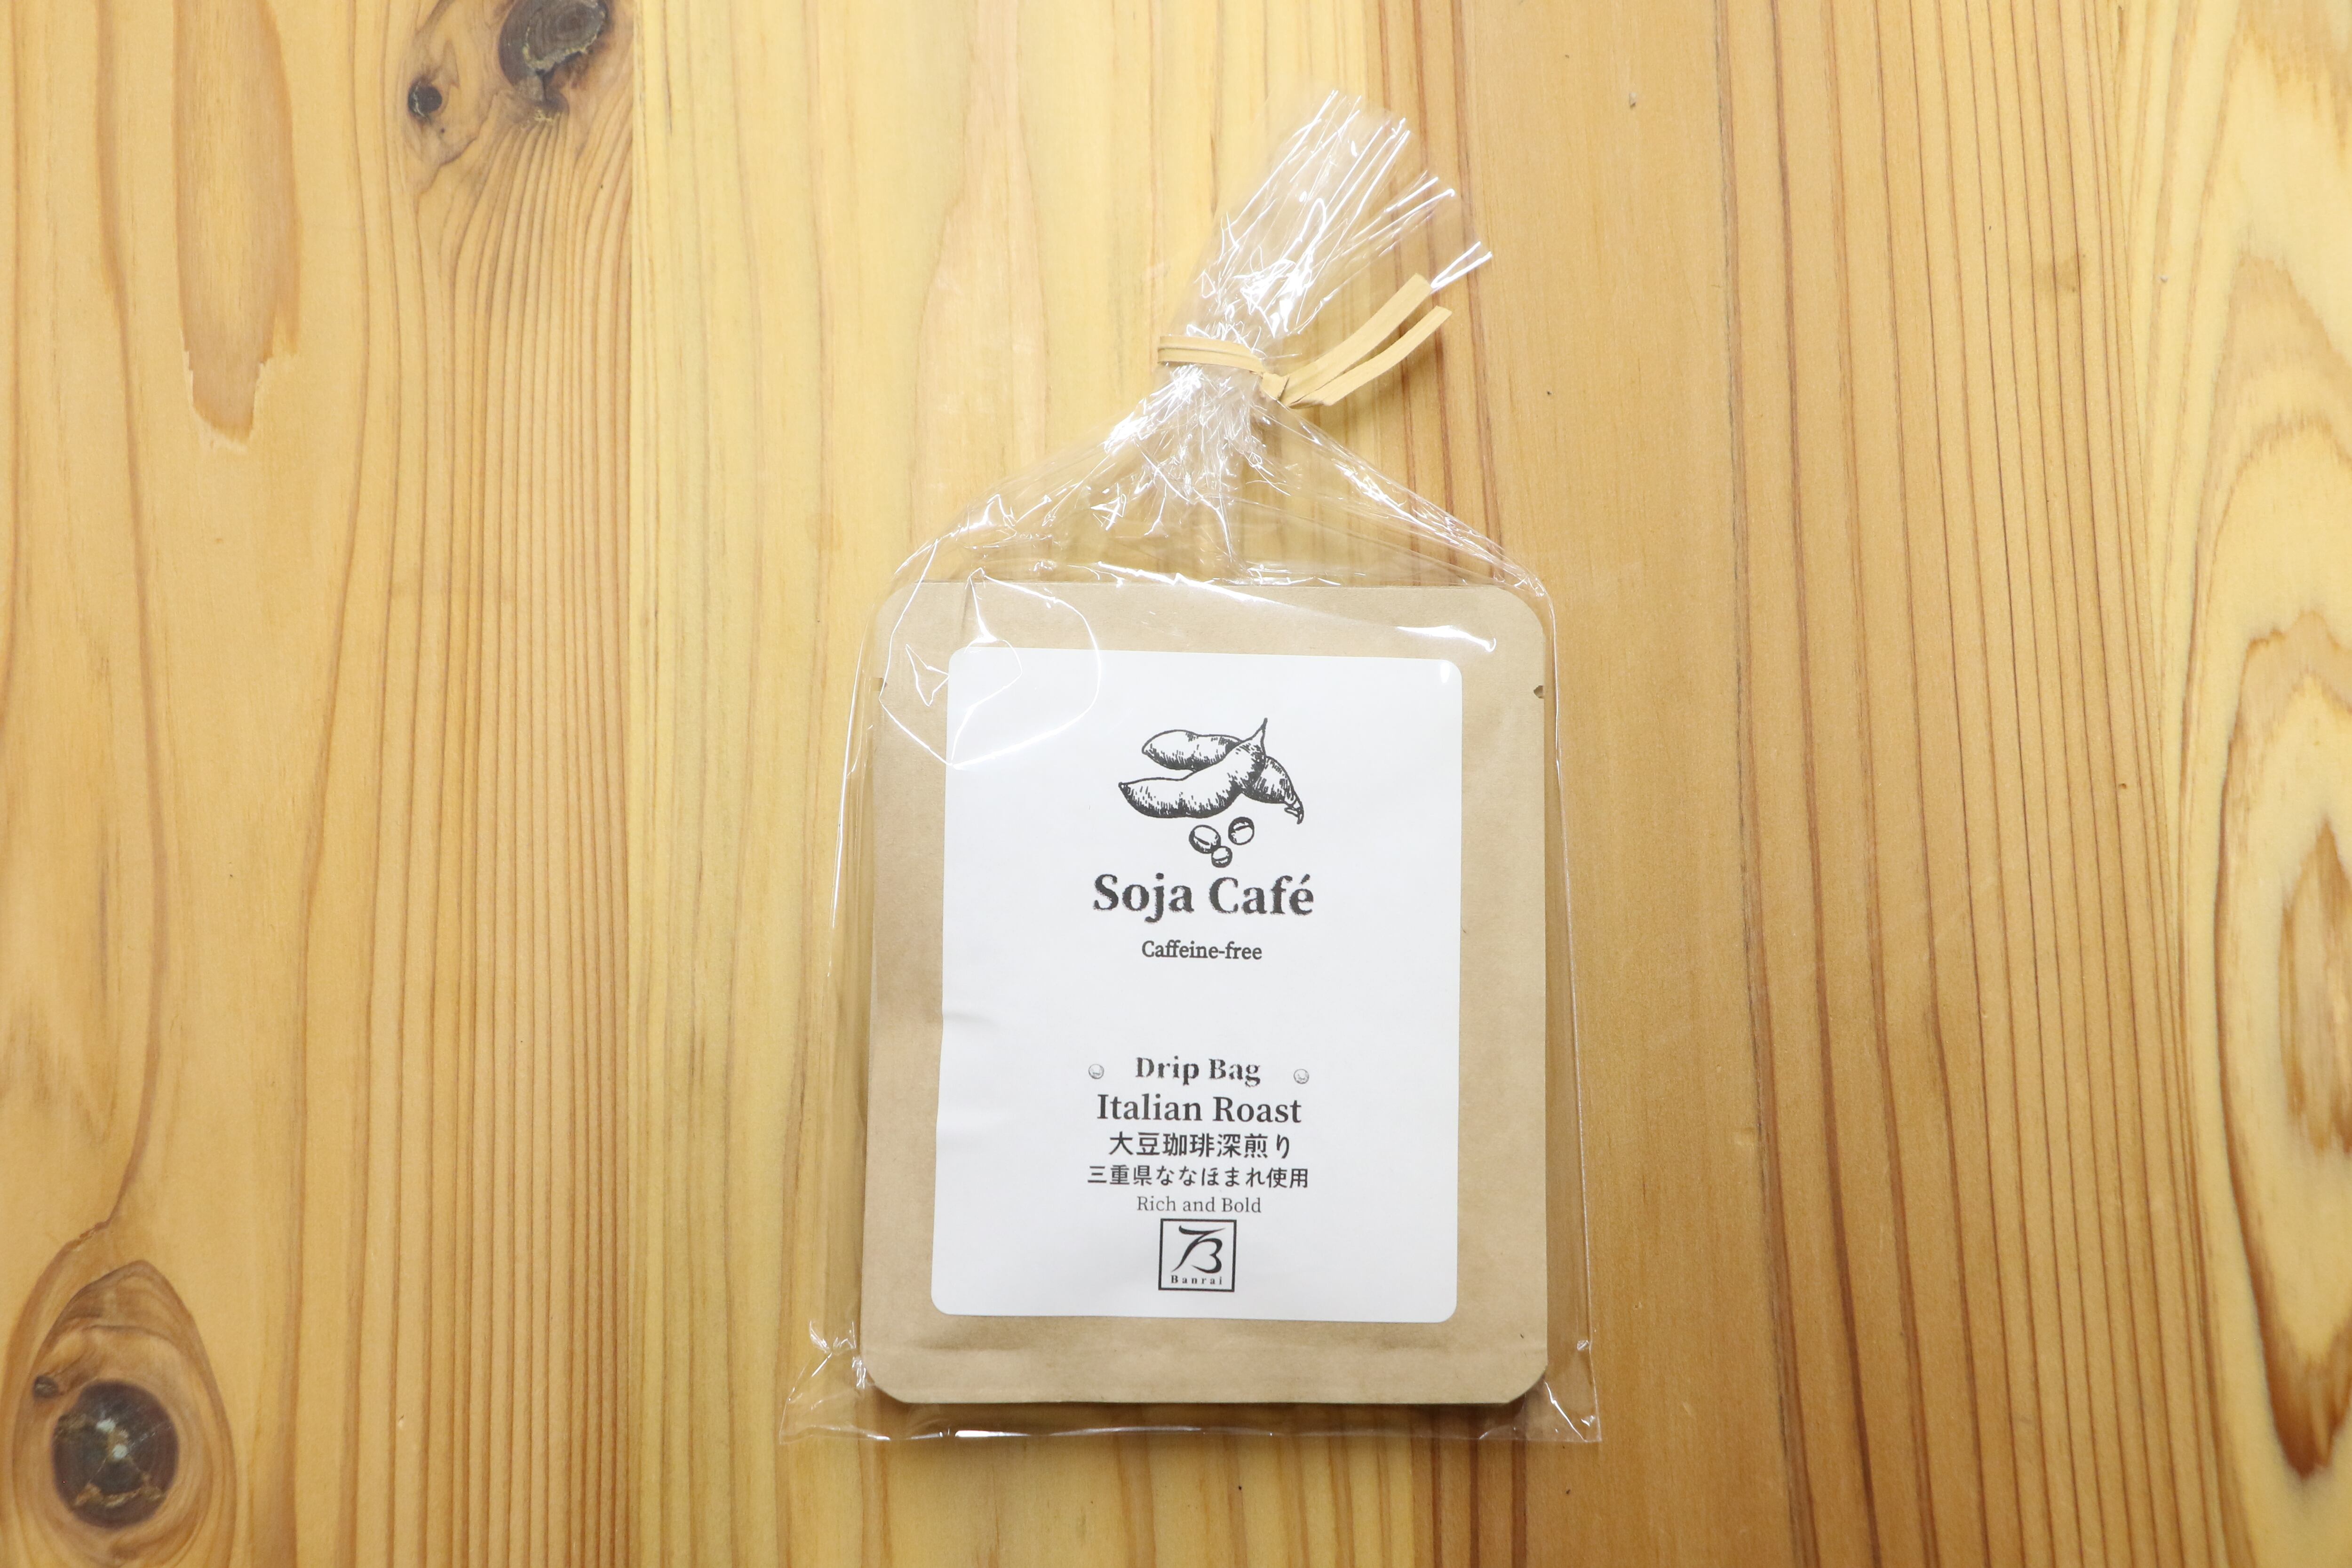 Soja Café
Caffeine-free
Drip Bag
Italian Roast
大豆珈琲深煎り
三重県ななほまれ使用
Rich and Bold
B
Banrai